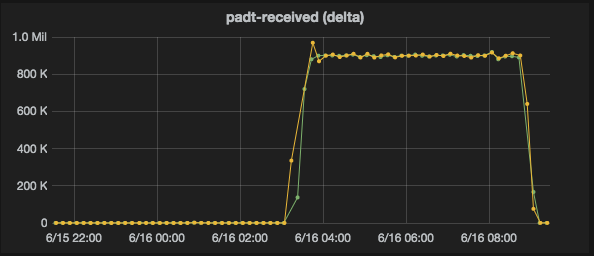 padt-received (delta)
1.0 Mil
800 K
600 K
400 K
200 K
0
6/15 22:00 6/16 00:00 6/16 02:00 6/16 04:00 6/16 06:00 6/16 08:00